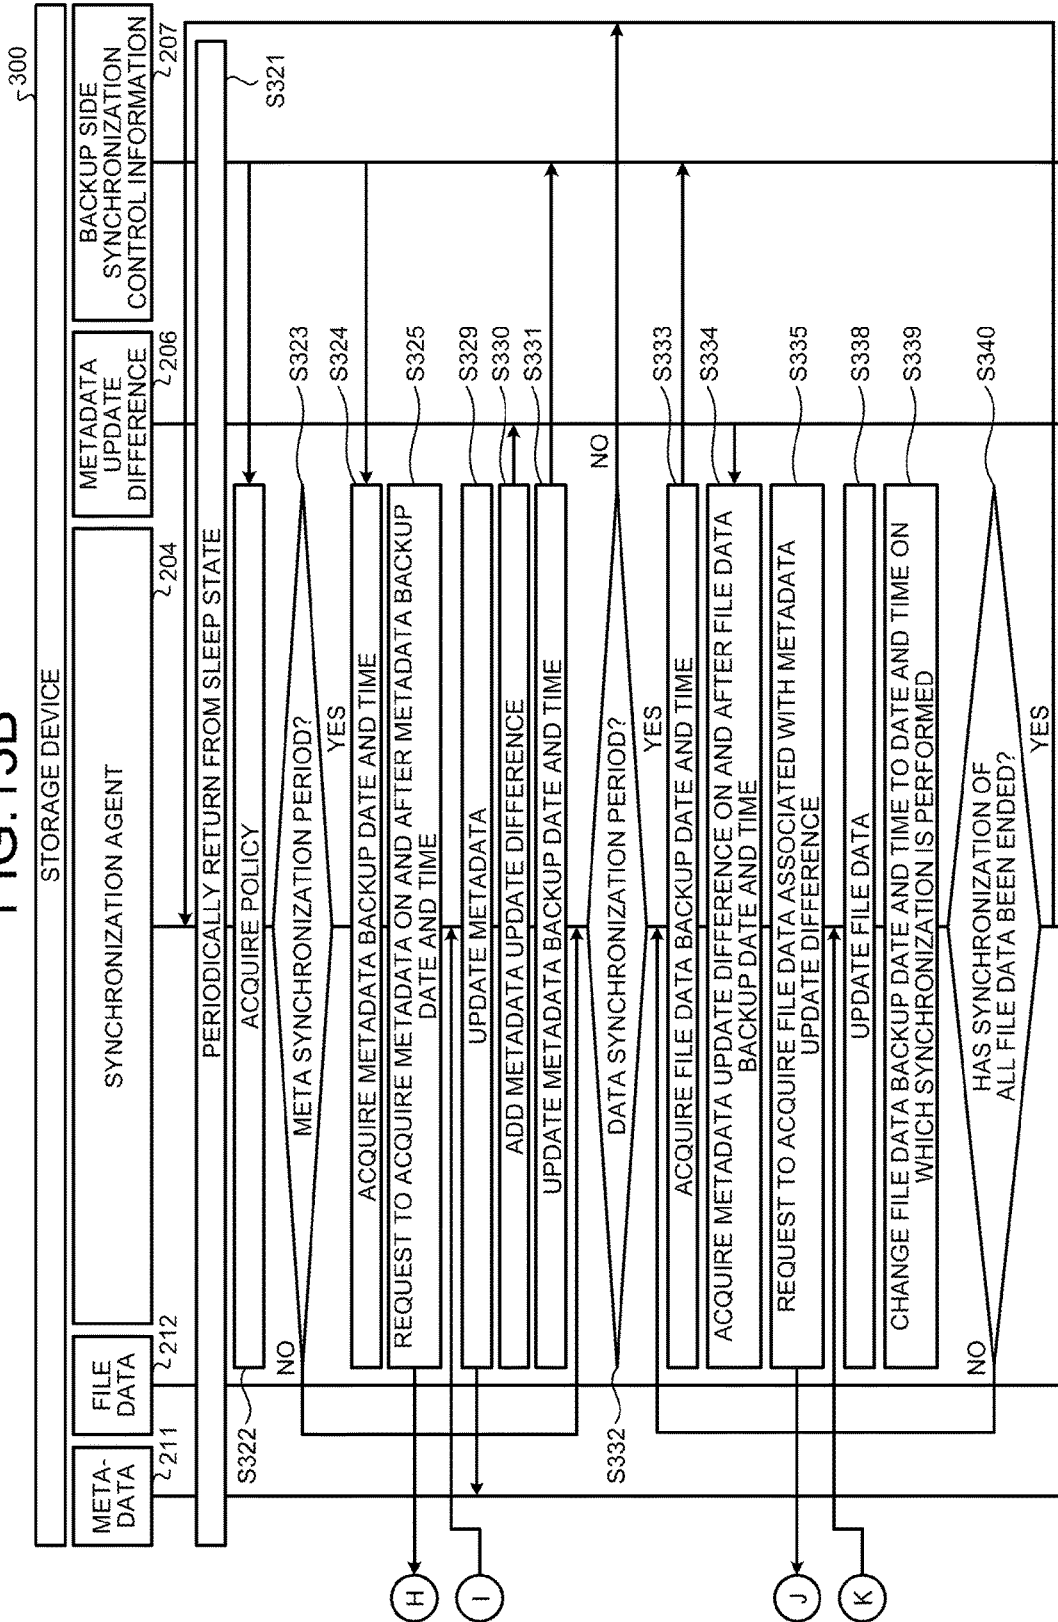 FIG. 13B
300
STORAGE DEVICE
META-
DATA
211
FILE
DATA
212
SYNCHRONIZATION AGENT
204
METADATA
UPDATE
DIFFERENCE
206
BACKUP SIDE
SYNCHRONIZATION
CONTROL INFORMATION
207
PERIODICALLY RETURN FROM SLEEP STATE
S321
S322
ACQUIRE POLICY
NO
META SYNCHRONIZATION PERIOD?
S323
YES
ACQUIRE METADATA BACKUP DATE AND TIME
S324
REQUEST TO ACQUIRE METADATA ON AND AFTER METADATA BACKUP
DATE AND TIME
S325
H
I
UPDATE METADATA
S329
ADD METADATA UPDATE DIFFERENCE
S330
UPDATE METADATA BACKUP DATE AND TIME
S331
S332
DATA SYNCHRONIZATION PERIOD?
NO
YES
ACQUIRE FILE DATA BACKUP DATE AND TIME
S333
ACQUIRE METADATA UPDATE DIFFERENCE ON AND AFTER FILE DATA
BACKUP DATE AND TIME
S334
REQUEST TO ACQUIRE FILE DATA ASSOCIATED WITH METADATA
UPDATE DIFFERENCE
S335
J
K
UPDATE FILE DATA
S338
CHANGE FILE DATA BACKUP DATE AND TIME TO DATE AND TIME ON
WHICH SYNCHRONIZATION IS PERFORMED
S339
NO
HAS SYNCHRONIZATION OF
ALL FILE DATA BEEN ENDED?
S340
YES